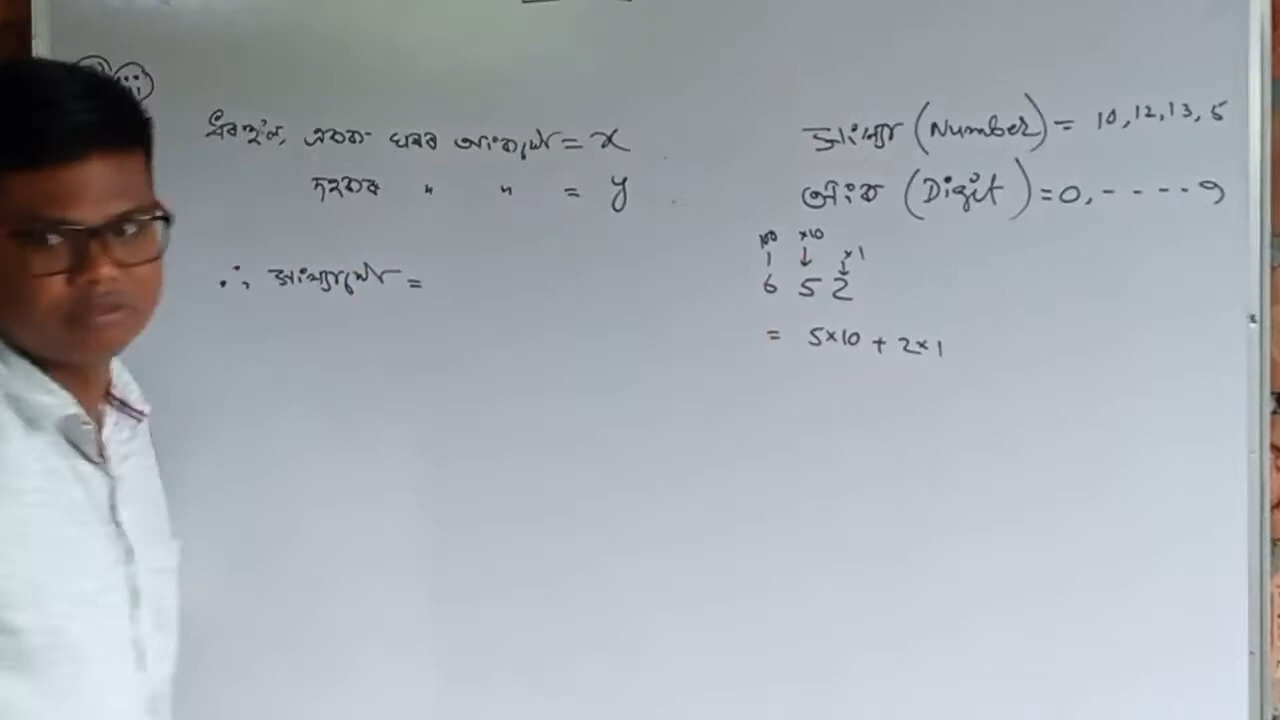 ধৰা হ'ল, একক ঘৰৰ অংকটো = x
দহকৰ " " = y
∴ সংখ্যাটো =
সংখ্যা (Number) = 10, 12, 13, 5
অংক (Digit) = 0, - - - - 9
100 ×10 ×1
6 5 2
= 5×10 + 2×1